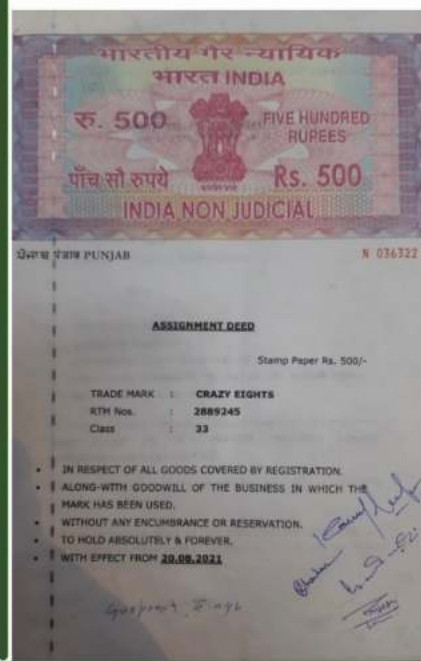 भारतीय गैर न्यायिक
भारत INDIA
रु. 500
FIVE HUNDRED
RUPEES
पाँच सौ रुपये
Rs. 500
INDIA NON JUDICIAL
ਪੰਜਾਬ पंजाब PUNJAB
N 036322
ASSIGNMENT DEED
Stamp Paper Rs. 500/-
TRADE MARK : CRAZY EIGHTS
RTM Nos. : 2889245
Class : 33
• IN RESPECT OF ALL GOODS COVERED BY REGISTRATION.
• ALONG-WITH GOODWILL OF THE BUSINESS IN WHICH THE
MARK HAS BEEN USED.
• WITHOUT ANY ENCUMBRANCE OR RESERVATION.
• TO HOLD ABSOLUTELY & FOREVER.
• WITH EFFECT FROM 20.08.2021